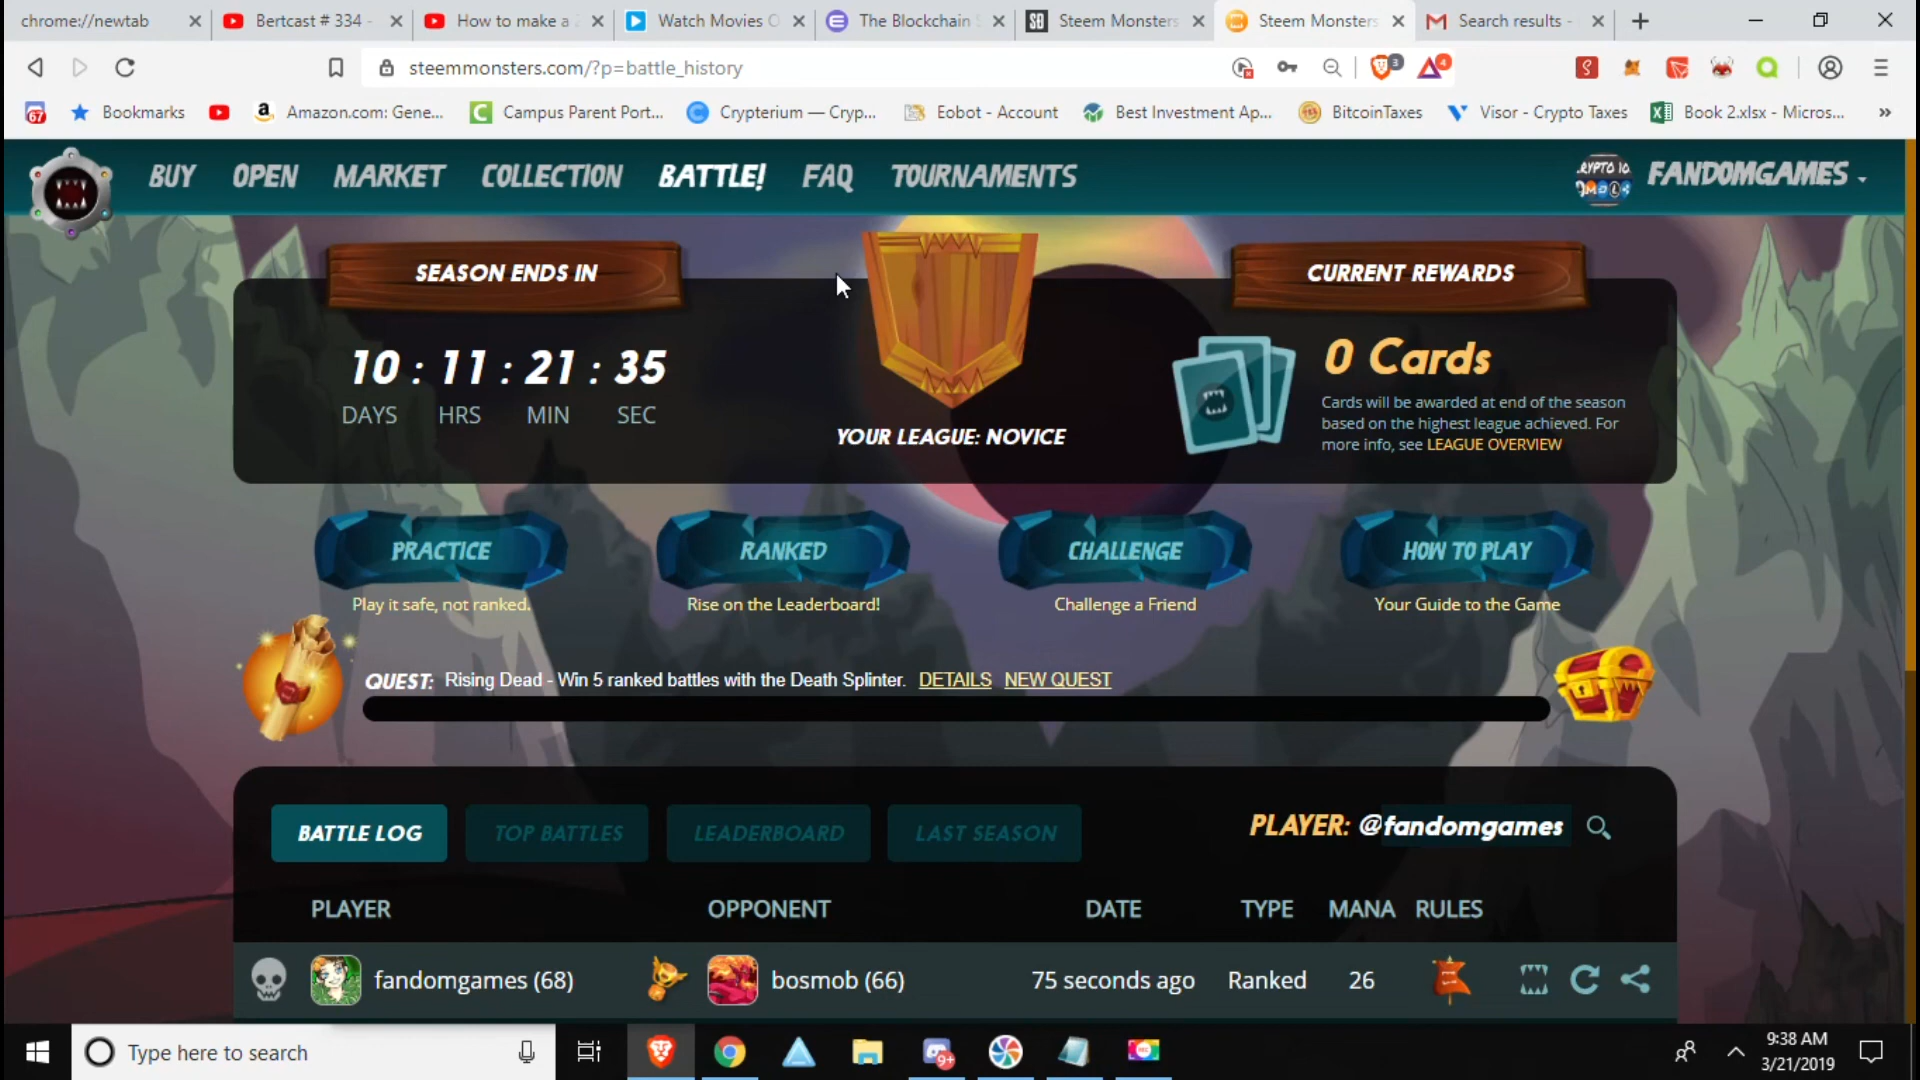 chrome://newtab
Bertcast # 334 -
How to make a
Watch Movies O
The Blockchain
Steem Monsters
Steem Monsters
Search results -
steemmonsters.com/?p=battle_history
3
4
67
Bookmarks
Amazon.com: Gene...
Campus Parent Port...
Crypterium — Cryp...
Eobot - Account
Best Investment Ap...
BitcoinTaxes
Visor - Crypto Taxes
Book 2.xlsx - Micros...
»
BUY OPEN MARKET COLLECTION BATTLE! FAQ TOURNAMENTS
FANDOMGAMES
SEASON ENDS IN
CURRENT REWARDS
10 : 11 : 21 : 35
DAYS HRS MIN SEC
YOUR LEAGUE: NOVICE
0 Cards
Cards will be awarded at end of the season
based on the highest league achieved. For
more info, see LEAGUE OVERVIEW
PRACTICE
RANKED
CHALLENGE
HOW TO PLAY
Play it safe, not ranked.
Rise on the Leaderboard!
Challenge a Friend
Your Guide to the Game
QUEST: Rising Dead - Win 5 ranked battles with the Death Splinter. DETAILS NEW QUEST
BATTLE LOG
TOP BATTLES
LEADERBOARD
LAST SEASON
PLAYER: @fandomgames
PLAYER OPPONENT DATE TYPE MANA RULES
fandomgames (68) bosmob (66) 75 seconds ago Ranked 26
Type here to search
9+
9:38 AM
3/21/2019